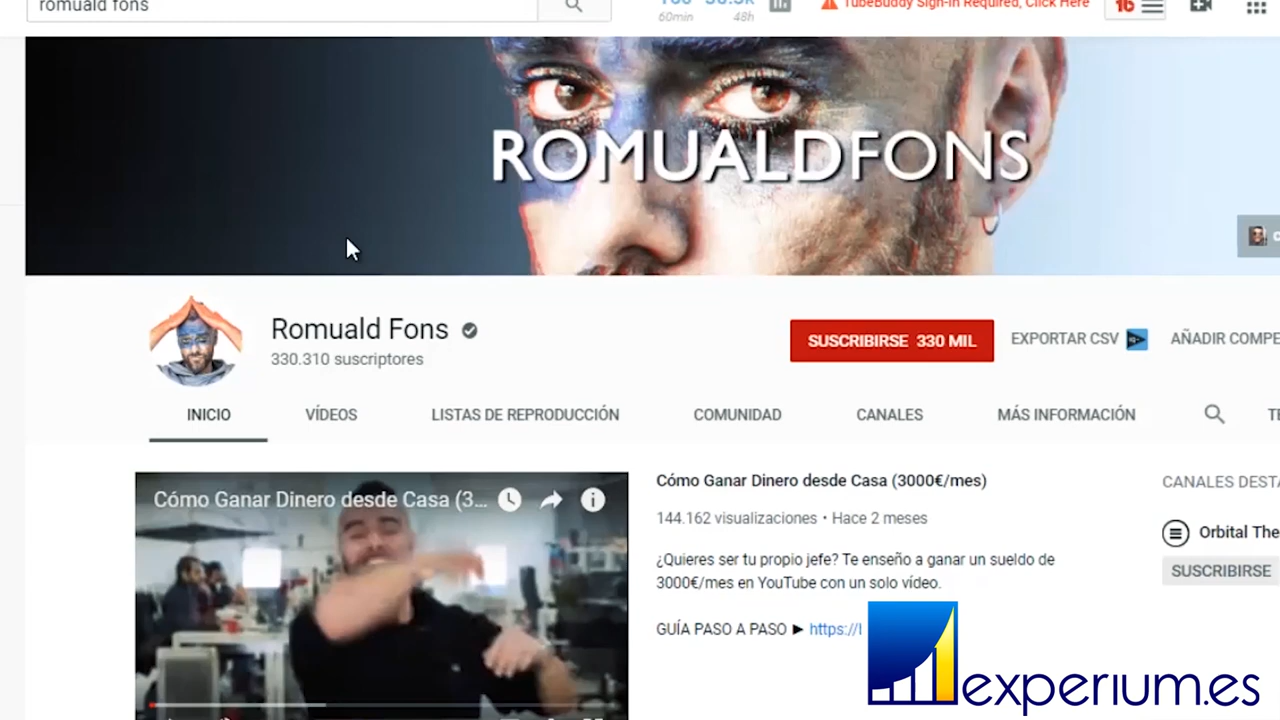 romuald fons
60min
48h
TubeBuddy Sign-In Required, Click Here
ROMUALDFONS
Romuald Fons
330.310 suscriptores
SUSCRIBIRSE 330 MIL
EXPORTAR CSV
AÑADIR COMPE
INICIO
VÍDEOS
LISTAS DE REPRODUCCIÓN
COMUNIDAD
CANALES
MÁS INFORMACIÓN
Cómo Ganar Dinero desde Casa (3...
Cómo Ganar Dinero desde Casa (3000€/mes)
144.162 visualizaciones • Hace 2 meses
¿Quieres ser tu propio jefe? Te enseño a ganar un sueldo de
3000€/mes en YouTube con un solo vídeo.
GUÍA PASO A PASO ► https://
CANALES DESTA
Orbital The
SUSCRIBIRSE
experium.es